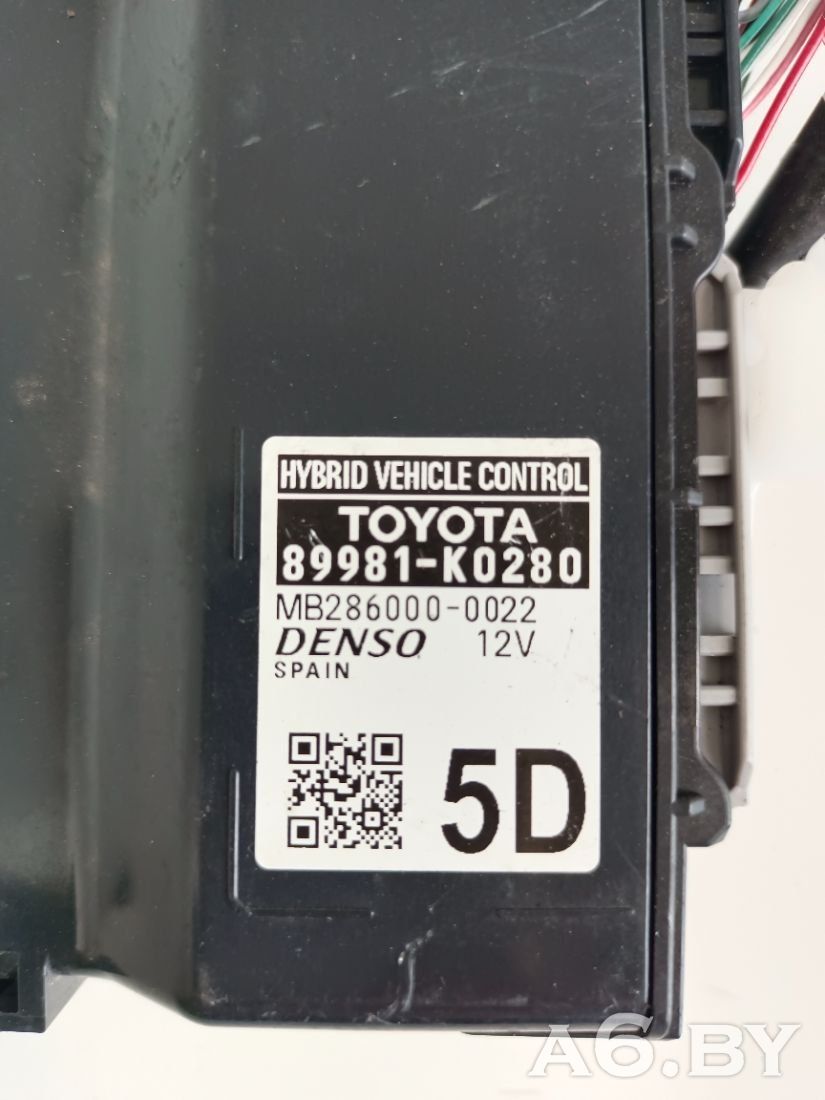 HYBRID VEHICLE CONTROL
TOYOTA
89981-K0280
MB286000-0022
DENSO 12V
SPAIN
5D
A6.BY